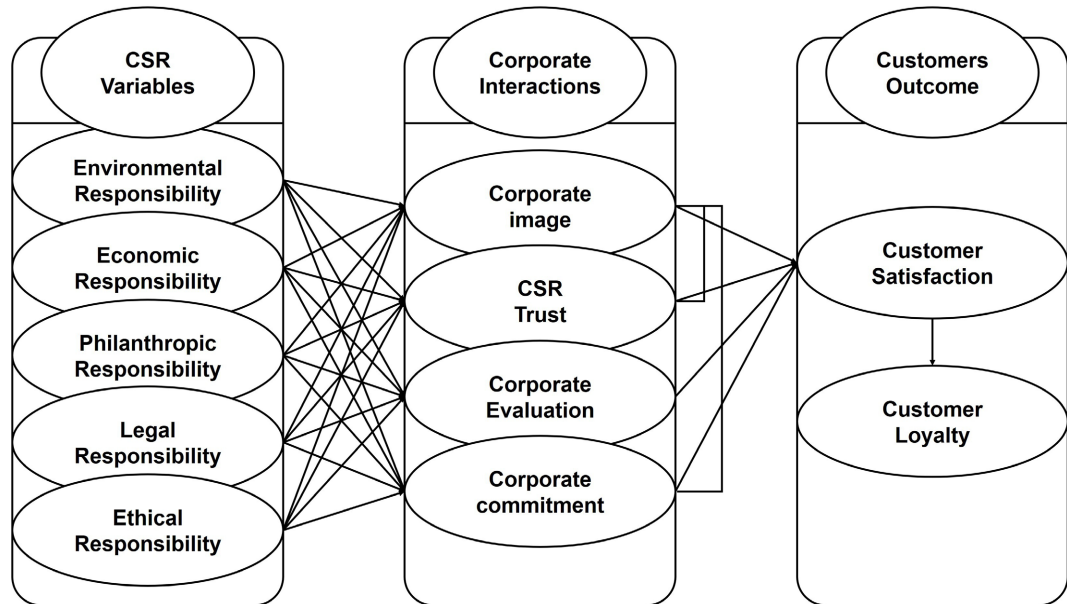 CSR
Variables
Environmental
Responsibility
Economic
Responsibility
Philanthropic
Responsibility
Legal
Responsibility
Ethical
Responsibility
Corporate
Interactions
Corporate
image
CSR
Trust
Corporate
Evaluation
Corporate
commitment
Customers
Outcome
Customer
Satisfaction
Customer
Loyalty